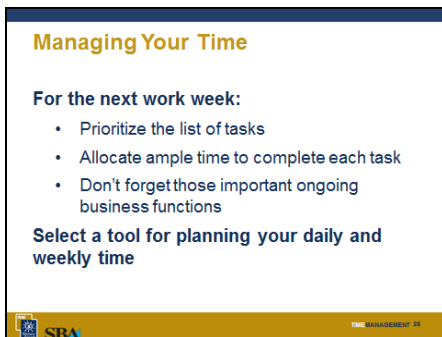 Managing Your Time
For the next work week:
• Prioritize the list of tasks
• Allocate ample time to complete each task
• Don't forget those important ongoing
business functions
Select a tool for planning your daily and
weekly time
SBA
TIME MANAGEMENT 26